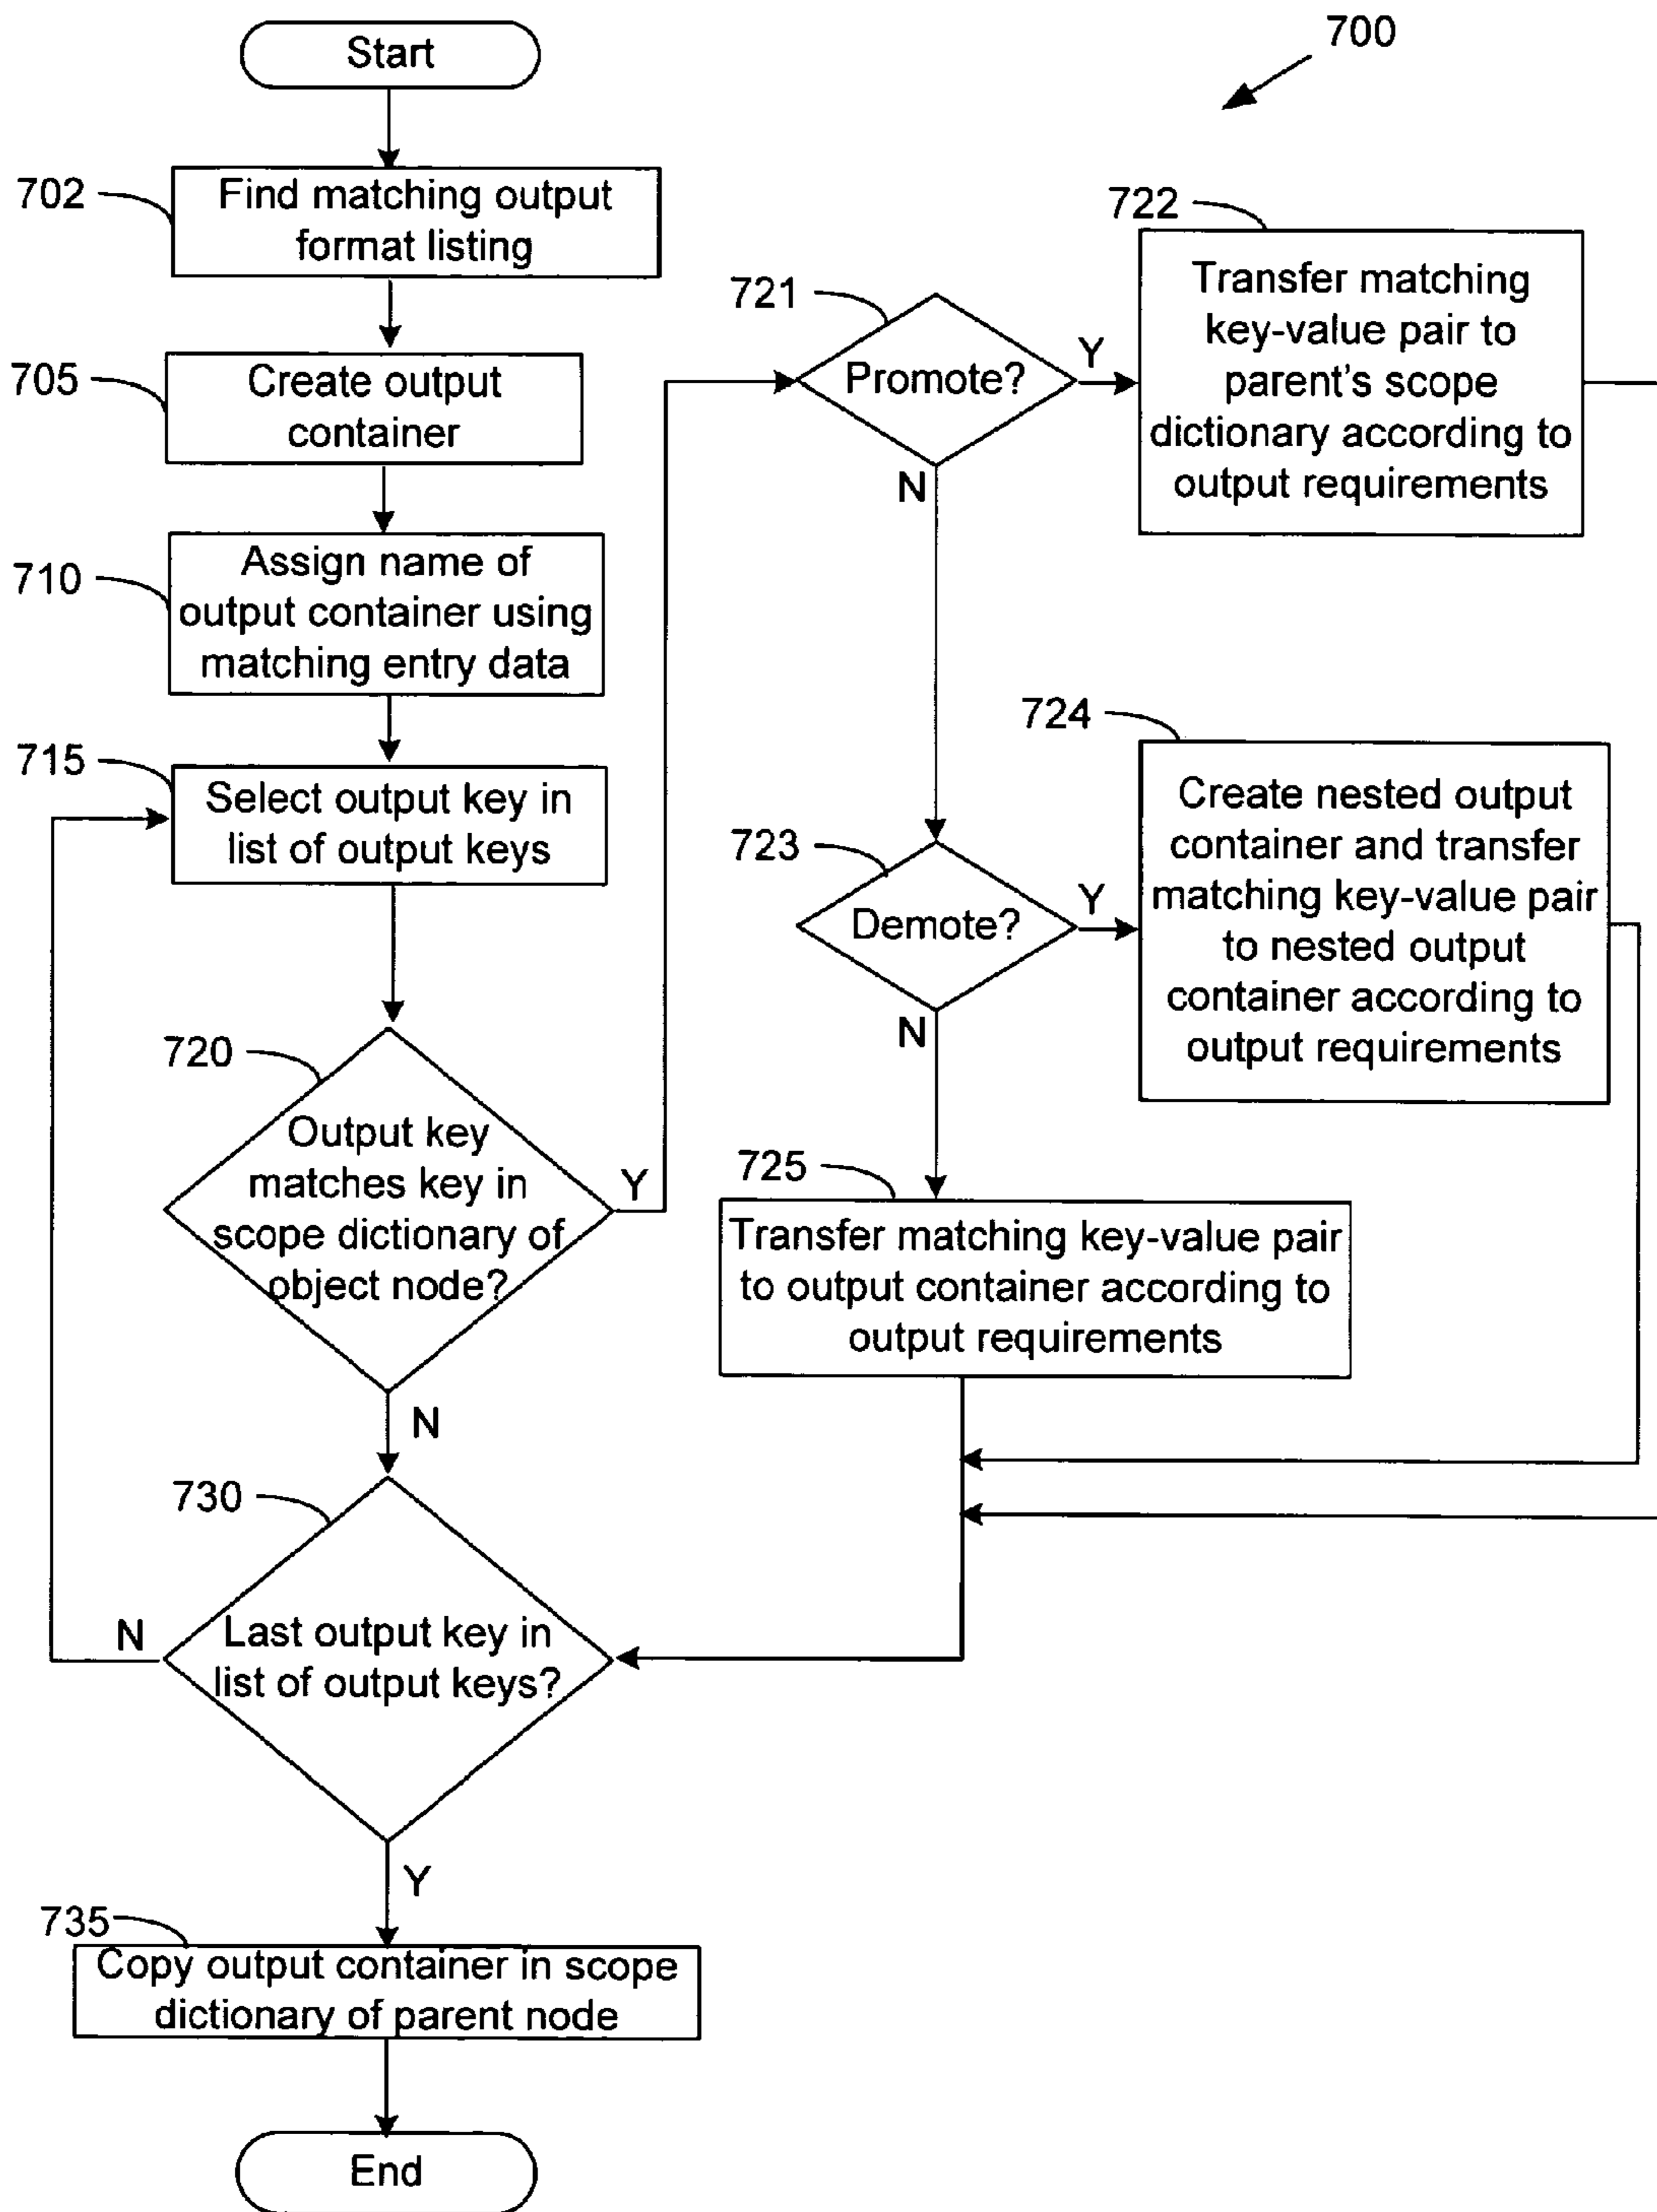 700
Start
702
Find matching output
format listing
705
Create output
container
710
Assign name of
output container using
matching entry data
715
Select output key in
list of output keys
720
Output key
matches key in
scope dictionary of
object node?
Y
N
721
Promote?
Y
N
722
Transfer matching
key-value pair to
parent's scope
dictionary according to
output requirements
723
Demote?
Y
N
724
Create nested output
container and transfer
matching key-value pair
to nested output
container according to
output requirements
725
Transfer matching key-value pair
to output container according to
output requirements
730
Last output key in
list of output keys?
N
Y
735
Copy output container in scope
dictionary of parent node
End